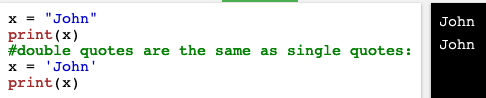 x = "John"
print(x)
#double quotes are the same as single quotes:
x = 'John'
print(x)
John
John